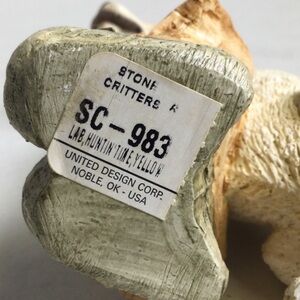 STONE
CRITTERS R
SC-983
LAB, HUNTIN' TIME, YELLOW
UNITED DESIGN CORP.
NOBLE, OK - USA